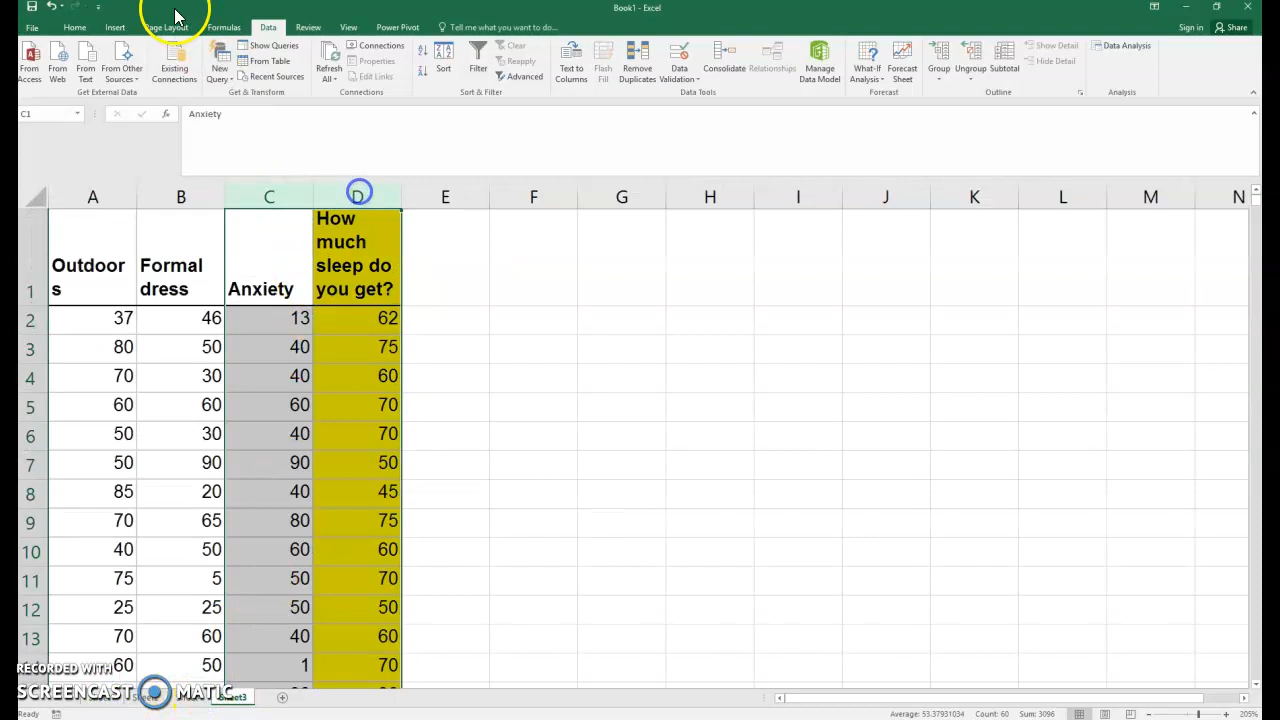 Book1 - Excel
File Home Insert Page Layout Formulas Data Review View Power Pivot Tell me what you want to do... Sign in Share
From Access
From Web
From Text
From Other Sources
Existing Connections
Get External Data
New Query
Show Queries
From Table
Recent Sources
Get & Transform
Refresh All
Connections
Properties
Edit Links
Connections
Sort
Filter
Clear
Reapply
Advanced
Sort & Filter
Text to Columns
Flash Fill
Remove Duplicates
Data Validation
Consolidate
Relationships
Manage Data Model
Data Tools
What-If Analysis
Forecast Sheet
Forecast
Group
Ungroup
Subtotal
Show Detail
Hide Detail
Outline
Data Analysis
Analysis
C1 fx Anxiety
A B C D E F G H I J K L M N
1 Outdoors Formal dress Anxiety How much sleep do you get?
2 37 46 13 62
3 80 50 40 75
4 70 30 40 60
5 60 60 60 70
6 50 30 40 70
7 50 90 90 50
8 85 20 40 45
9 70 65 80 75
10 40 50 60 60
11 75 5 50 70
12 25 25 50 50
13 70 60 40 60
60 50 1 70
RECORDED WITH
SCREENCAST MATIC
Sheet3
Ready
Average: 53.37931034 Count: 60 Sum: 3096 205%